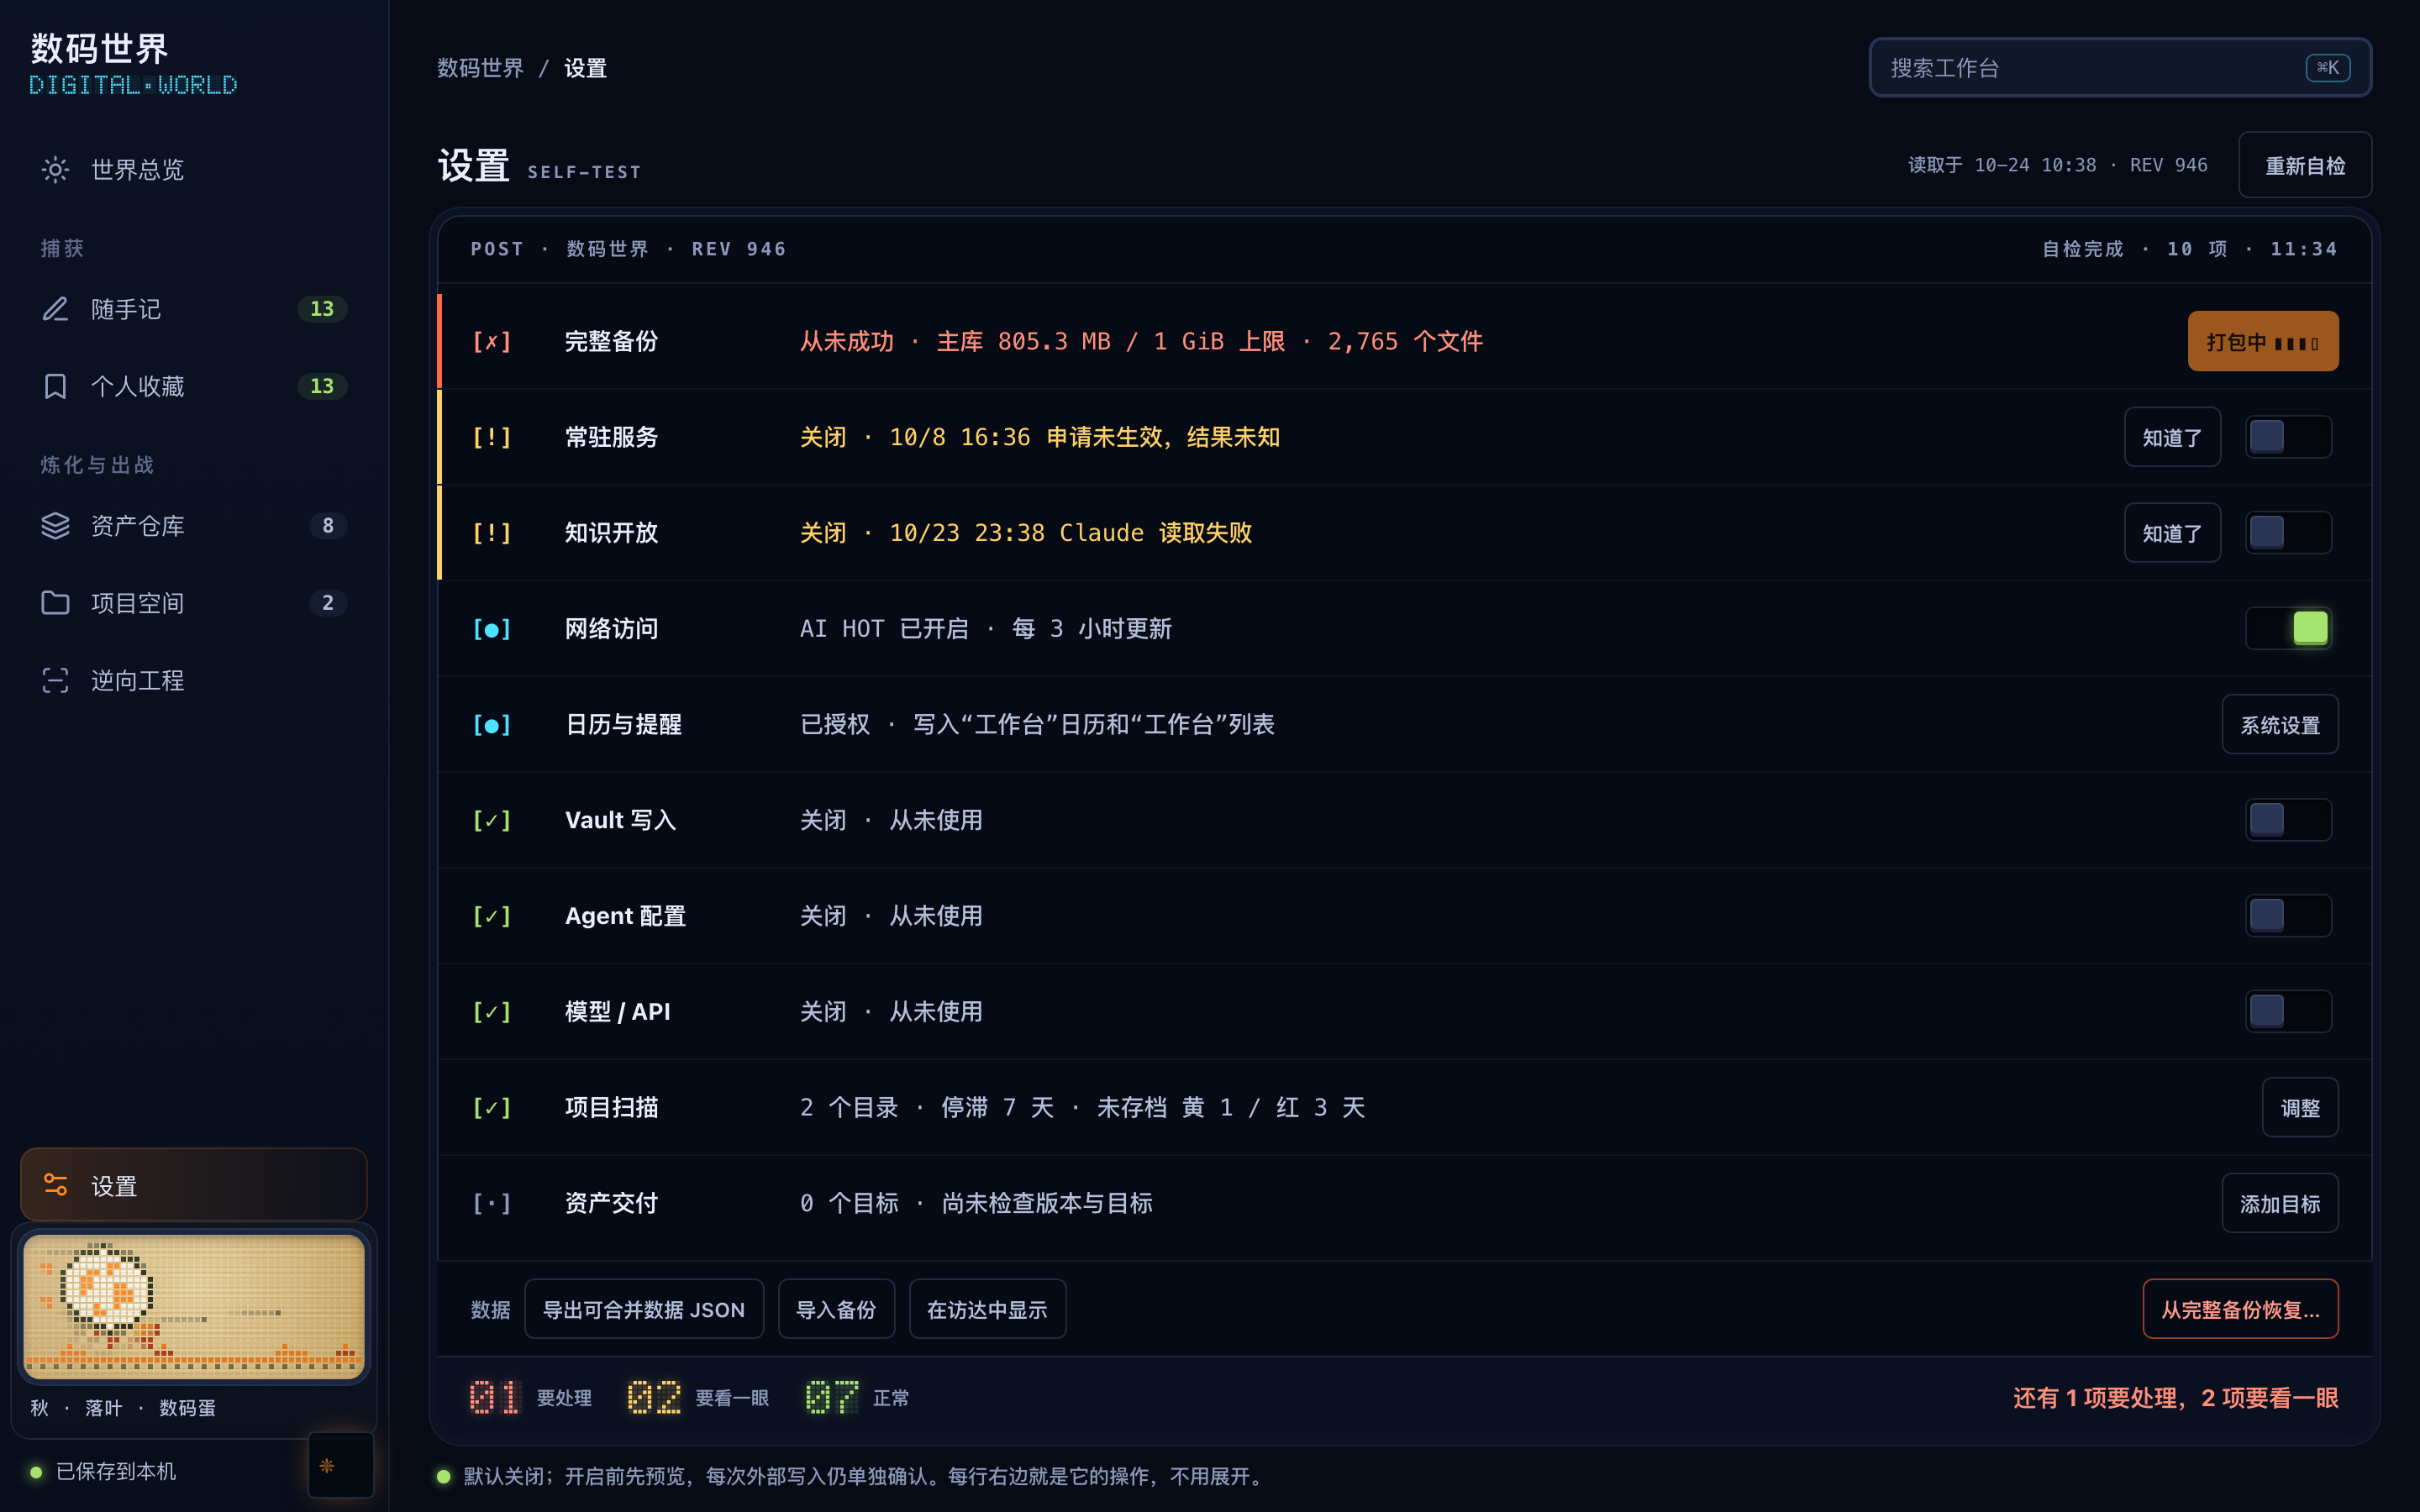 数码世界
DIGITAL·WORLD
世界总览
捕获
随手记 13
个人收藏 13
炼化与出战
资产仓库 8
项目空间 2
逆向工程
设置
秋 · 落叶 · 数码蛋
已保存到本机
数码世界 / 设置
搜索工作台 ⌘K
设置 SELF-TEST
读取于 10-24 10:38 · REV 946
重新自检
POST · 数码世界 · REV 946
自检完成 · 10 项 · 11:34
[✗] 完整备份 从未成功 · 主库 805.3 MB / 1 GiB 上限 · 2,765 个文件 打包中 ▮▮▮▯
[!] 常驻服务 关闭 · 10/8 16:36 申请未生效，结果未知 知道了
[!] 知识开放 关闭 · 10/23 23:38 Claude 读取失败 知道了
[●] 网络访问 AI HOT 已开启 · 每 3 小时更新
[●] 日历与提醒 已授权 · 写入“工作台”日历和“工作台”列表 系统设置
[✓] Vault 写入 关闭 · 从未使用
[✓] Agent 配置 关闭 · 从未使用
[✓] 模型 / API 关闭 · 从未使用
[✓] 项目扫描 2 个目录 · 停滞 7 天 · 未存档 黄 1 / 红 3 天 调整
[·] 资产交付 0 个目标 · 尚未检查版本与目标 添加目标
数据 导出可合并数据 JSON 导入备份 在访达中显示 从完整备份恢复...
01 要处理 02 要看一眼 07 正常 还有 1 项要处理，2 项要看一眼
默认关闭；开启前先预览，每次外部写入仍单独确认。每行右边就是它的操作，不用展开。